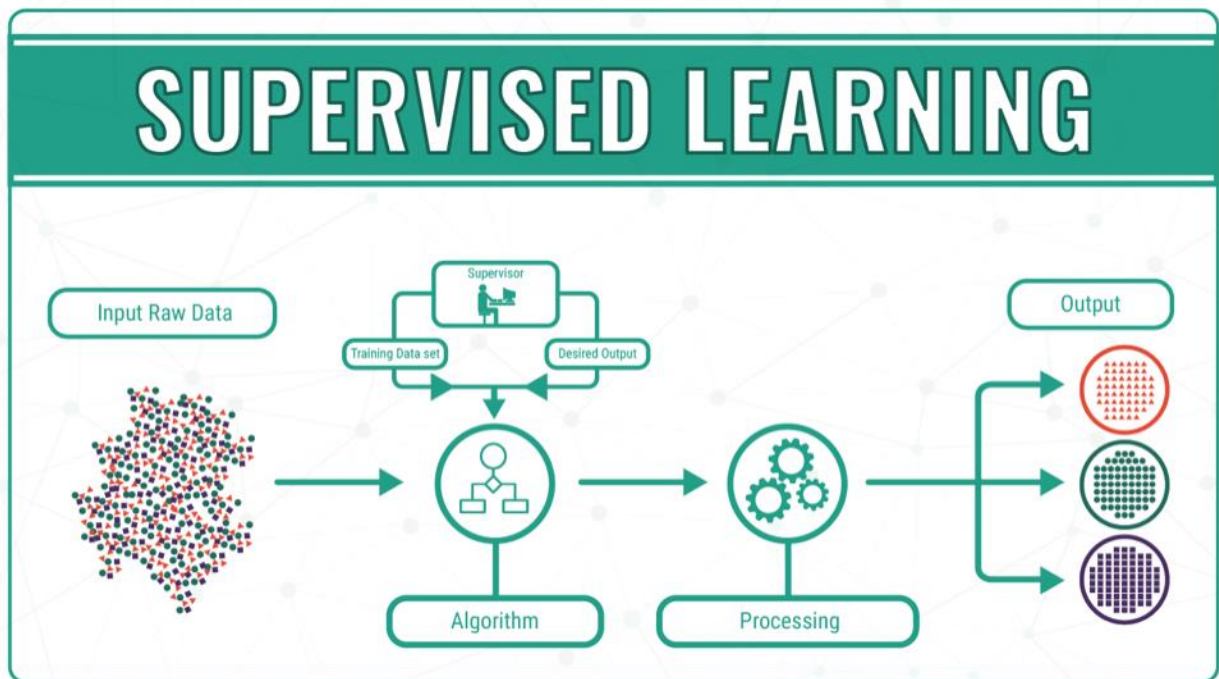 SUPERVISED LEARNING
Input Raw Data
Supervisor
Training Data set
Desired Output
Algorithm
Processing
Output